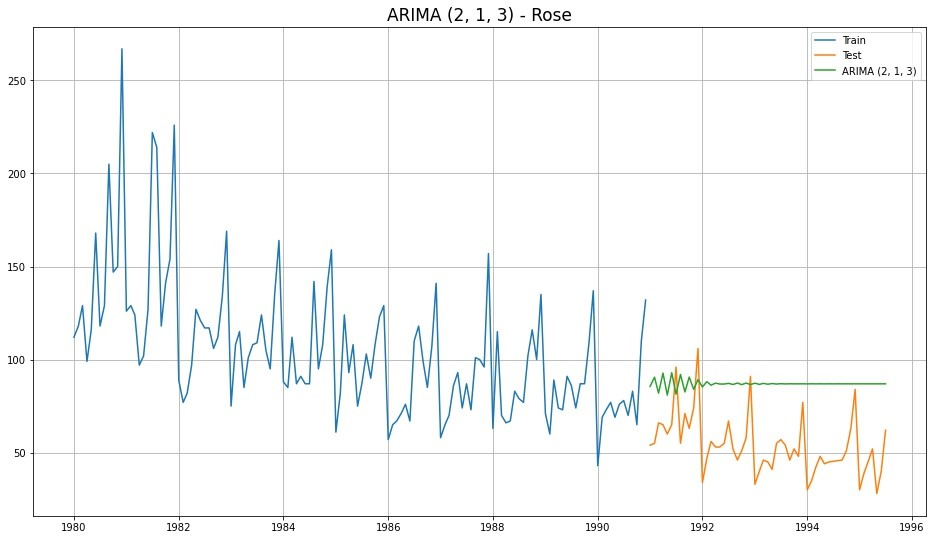 ARIMA (2, 1, 3) - Rose
Train
Test
ARIMA (2, 1, 3)
250
200
150
100
50
1980 1982 1984 1986 1988 1990 1992 1994 1996